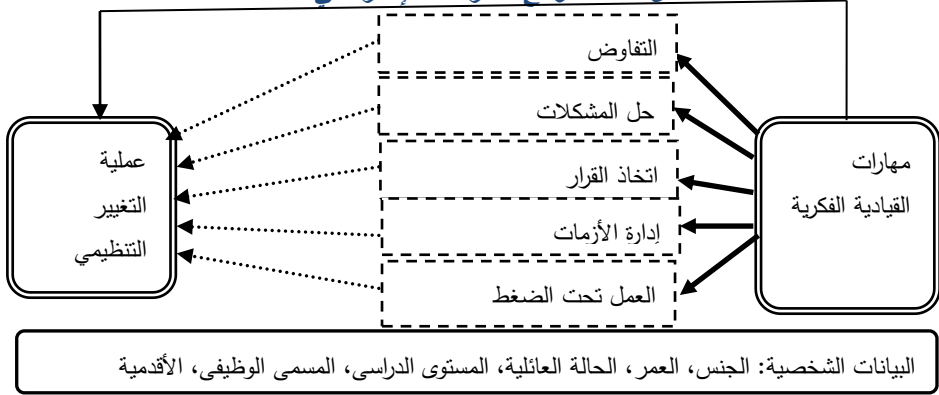 التفاوض
حل المشكلات
اتخاذ القرار
إدارة الأزمات
العمل تحت الضغط
مهارات
القيادية الفكرية
عملية
التغيير
التنظيمي
البيانات الشخصية: الجنس، العمر، الحالة العائلية، المستوى الدراسي، المسمى الوظيفي، الأقدمية